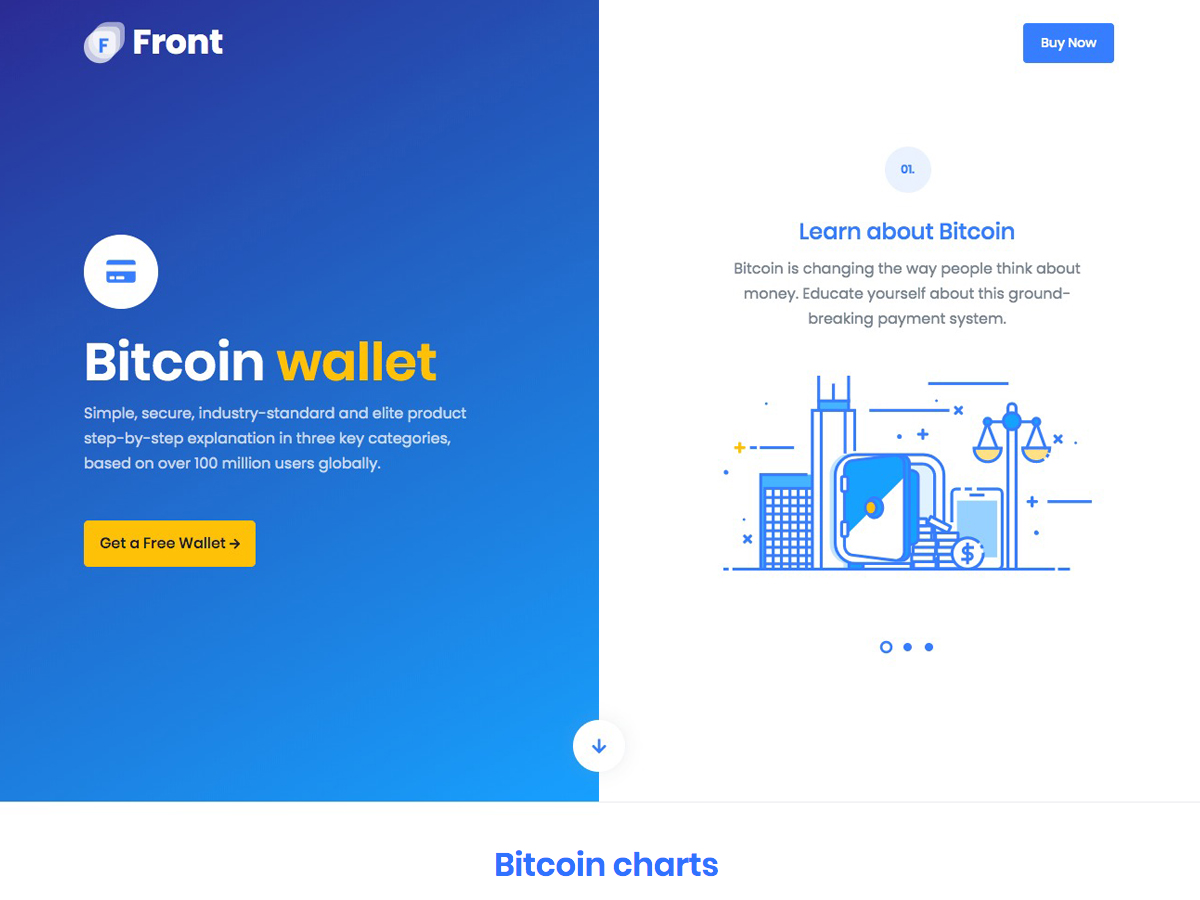 F Front
Buy Now
Bitcoin wallet
Simple, secure, industry-standard and elite product
step-by-step explanation in three key categories,
based on over 100 million users globally.
Get a Free Wallet →
01.
Learn about Bitcoin
Bitcoin is changing the way people think about
money. Educate yourself about this ground-
breaking payment system.
$
Bitcoin charts